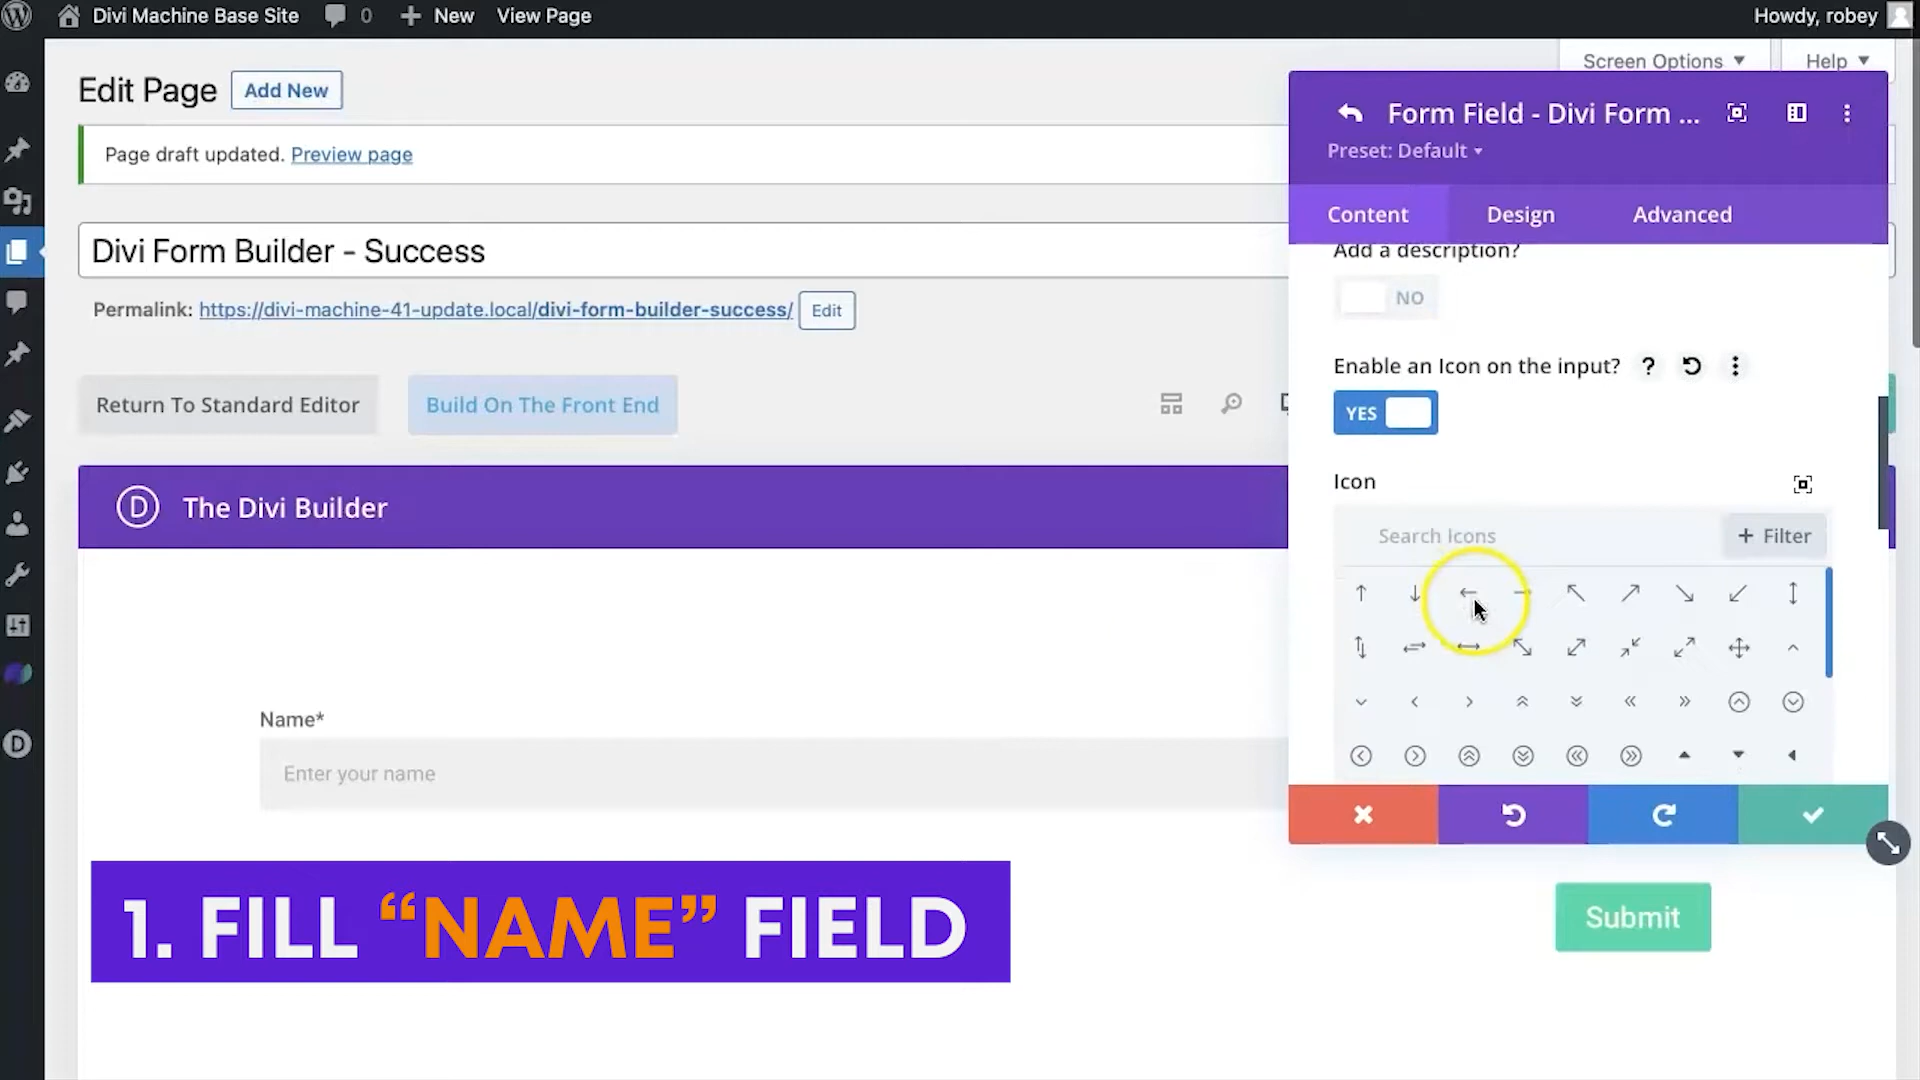 Divi Machine Base Site
0
New
View Page
Howdy, robey
Screen Options
Help
Edit Page
Add New
Page draft updated. Preview page
Divi Form Builder – Success
Permalink: https://divi-machine-41-update.local/divi-form-builder-success/
Edit
Return To Standard Editor
Build On The Front End
D The Divi Builder
Name*
Enter your name
1. FILL “NAME” FIELD
Submit
Form Field - Divi Form ...
Preset: Default
Content
Design
Advanced
Add a description?
NO
Enable an Icon on the input?
YES
Icon
Search Icons
+ Filter